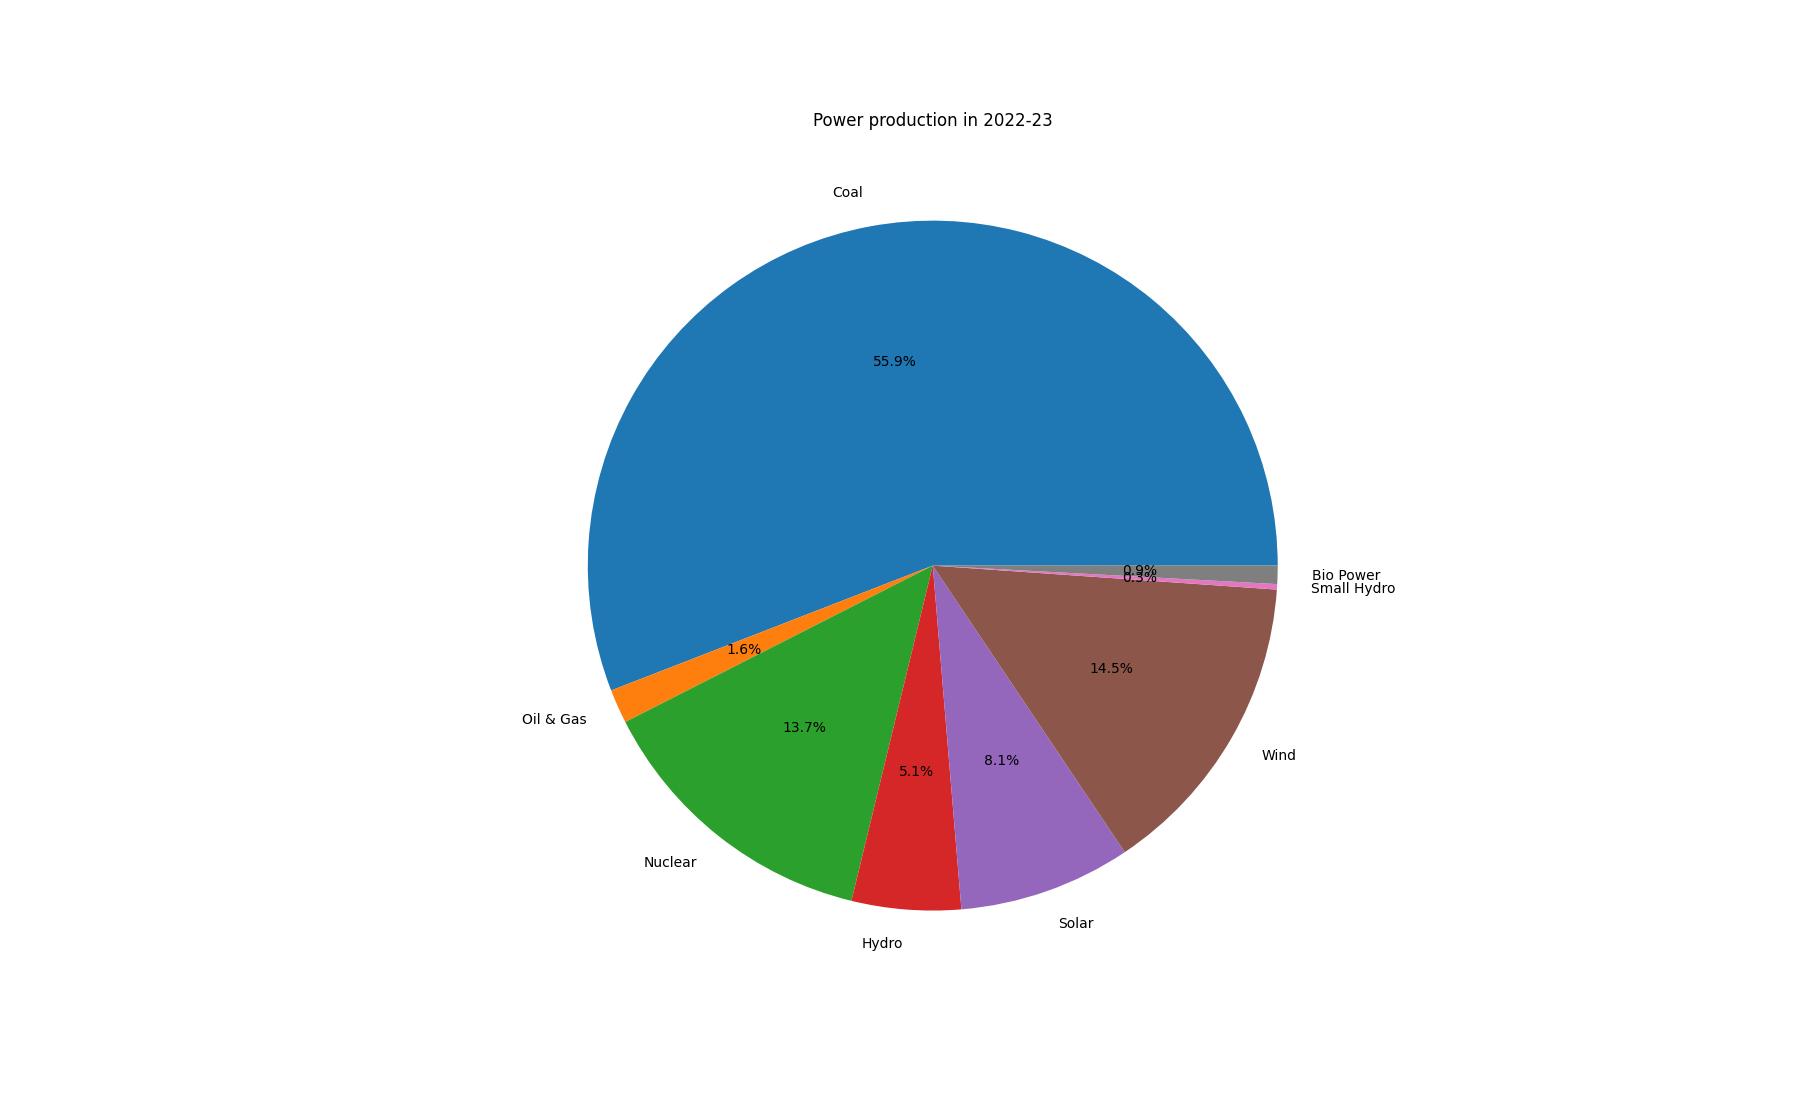 Power production in 2022-23
Coal
55.9%
0.9%
Bio Power
0.3%
Small Hydro
1.6%
14.5%
Oil & Gas
13.7%
Wind
8.1%
5.1%
Nuclear
Solar
Hydro